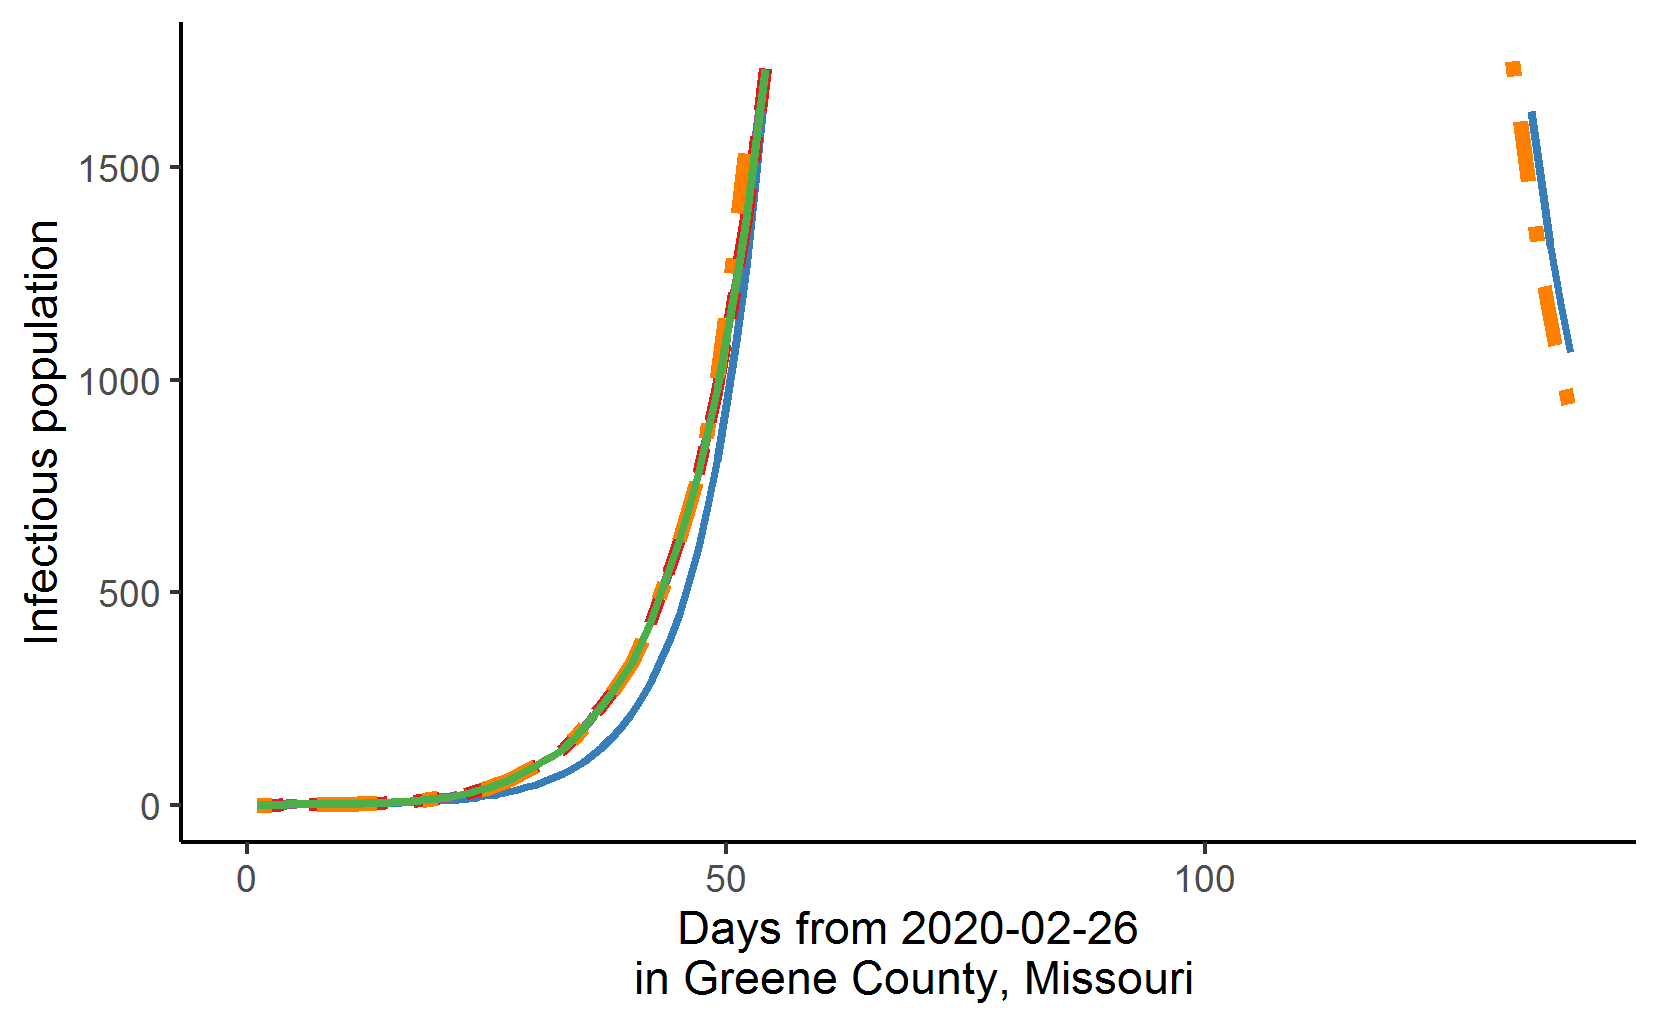 Infectious population
1500
1000
500
0
0 50 100
Days from 2020-02-26
in Greene County, Missouri